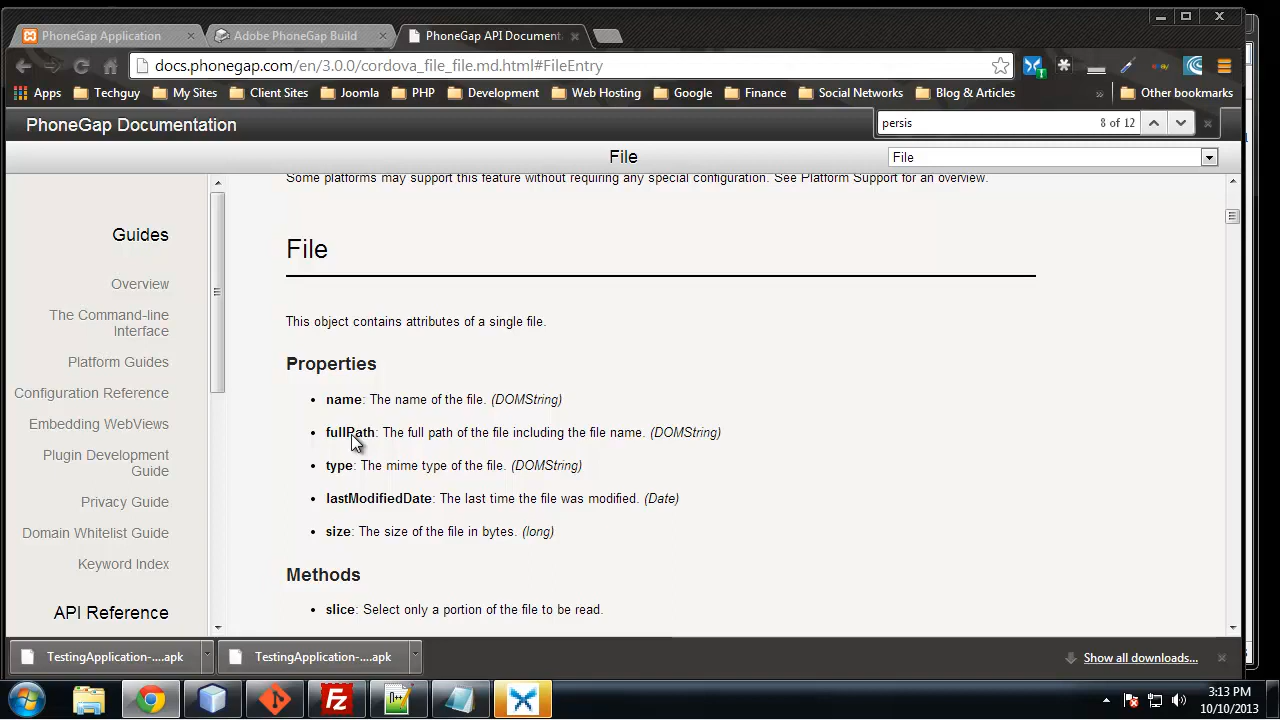 PhoneGap Application
Adobe PhoneGap Build
PhoneGap API Document
docs.phonegap.com/en/3.0.0/cordova_file_file.md.html#FileEntry
Apps Techguy My Sites Client Sites Joomla PHP Development Web Hosting Google Finance Social Networks Blog & Articles » Other bookmarks
PhoneGap Documentation
persis 8 of 12
File
File
Some platforms may support this feature without requiring any special configuration. See Platform Support for an overview.
Guides
Overview
The Command-line
Interface
Platform Guides
Configuration Reference
Embedding WebViews
Plugin Development
Guide
Privacy Guide
Domain Whitelist Guide
Keyword Index
API Reference
File
This object contains attributes of a single file.
Properties
• name: The name of the file. (DOMString)
• fullPath: The full path of the file including the file name. (DOMString)
• type: The mime type of the file. (DOMString)
• lastModifiedDate: The last time the file was modified. (Date)
• size: The size of the file in bytes. (long)
Methods
• slice: Select only a portion of the file to be read.
TestingApplication-....apk
TestingApplication-....apk
Show all downloads...
3:13 PM
10/10/2013